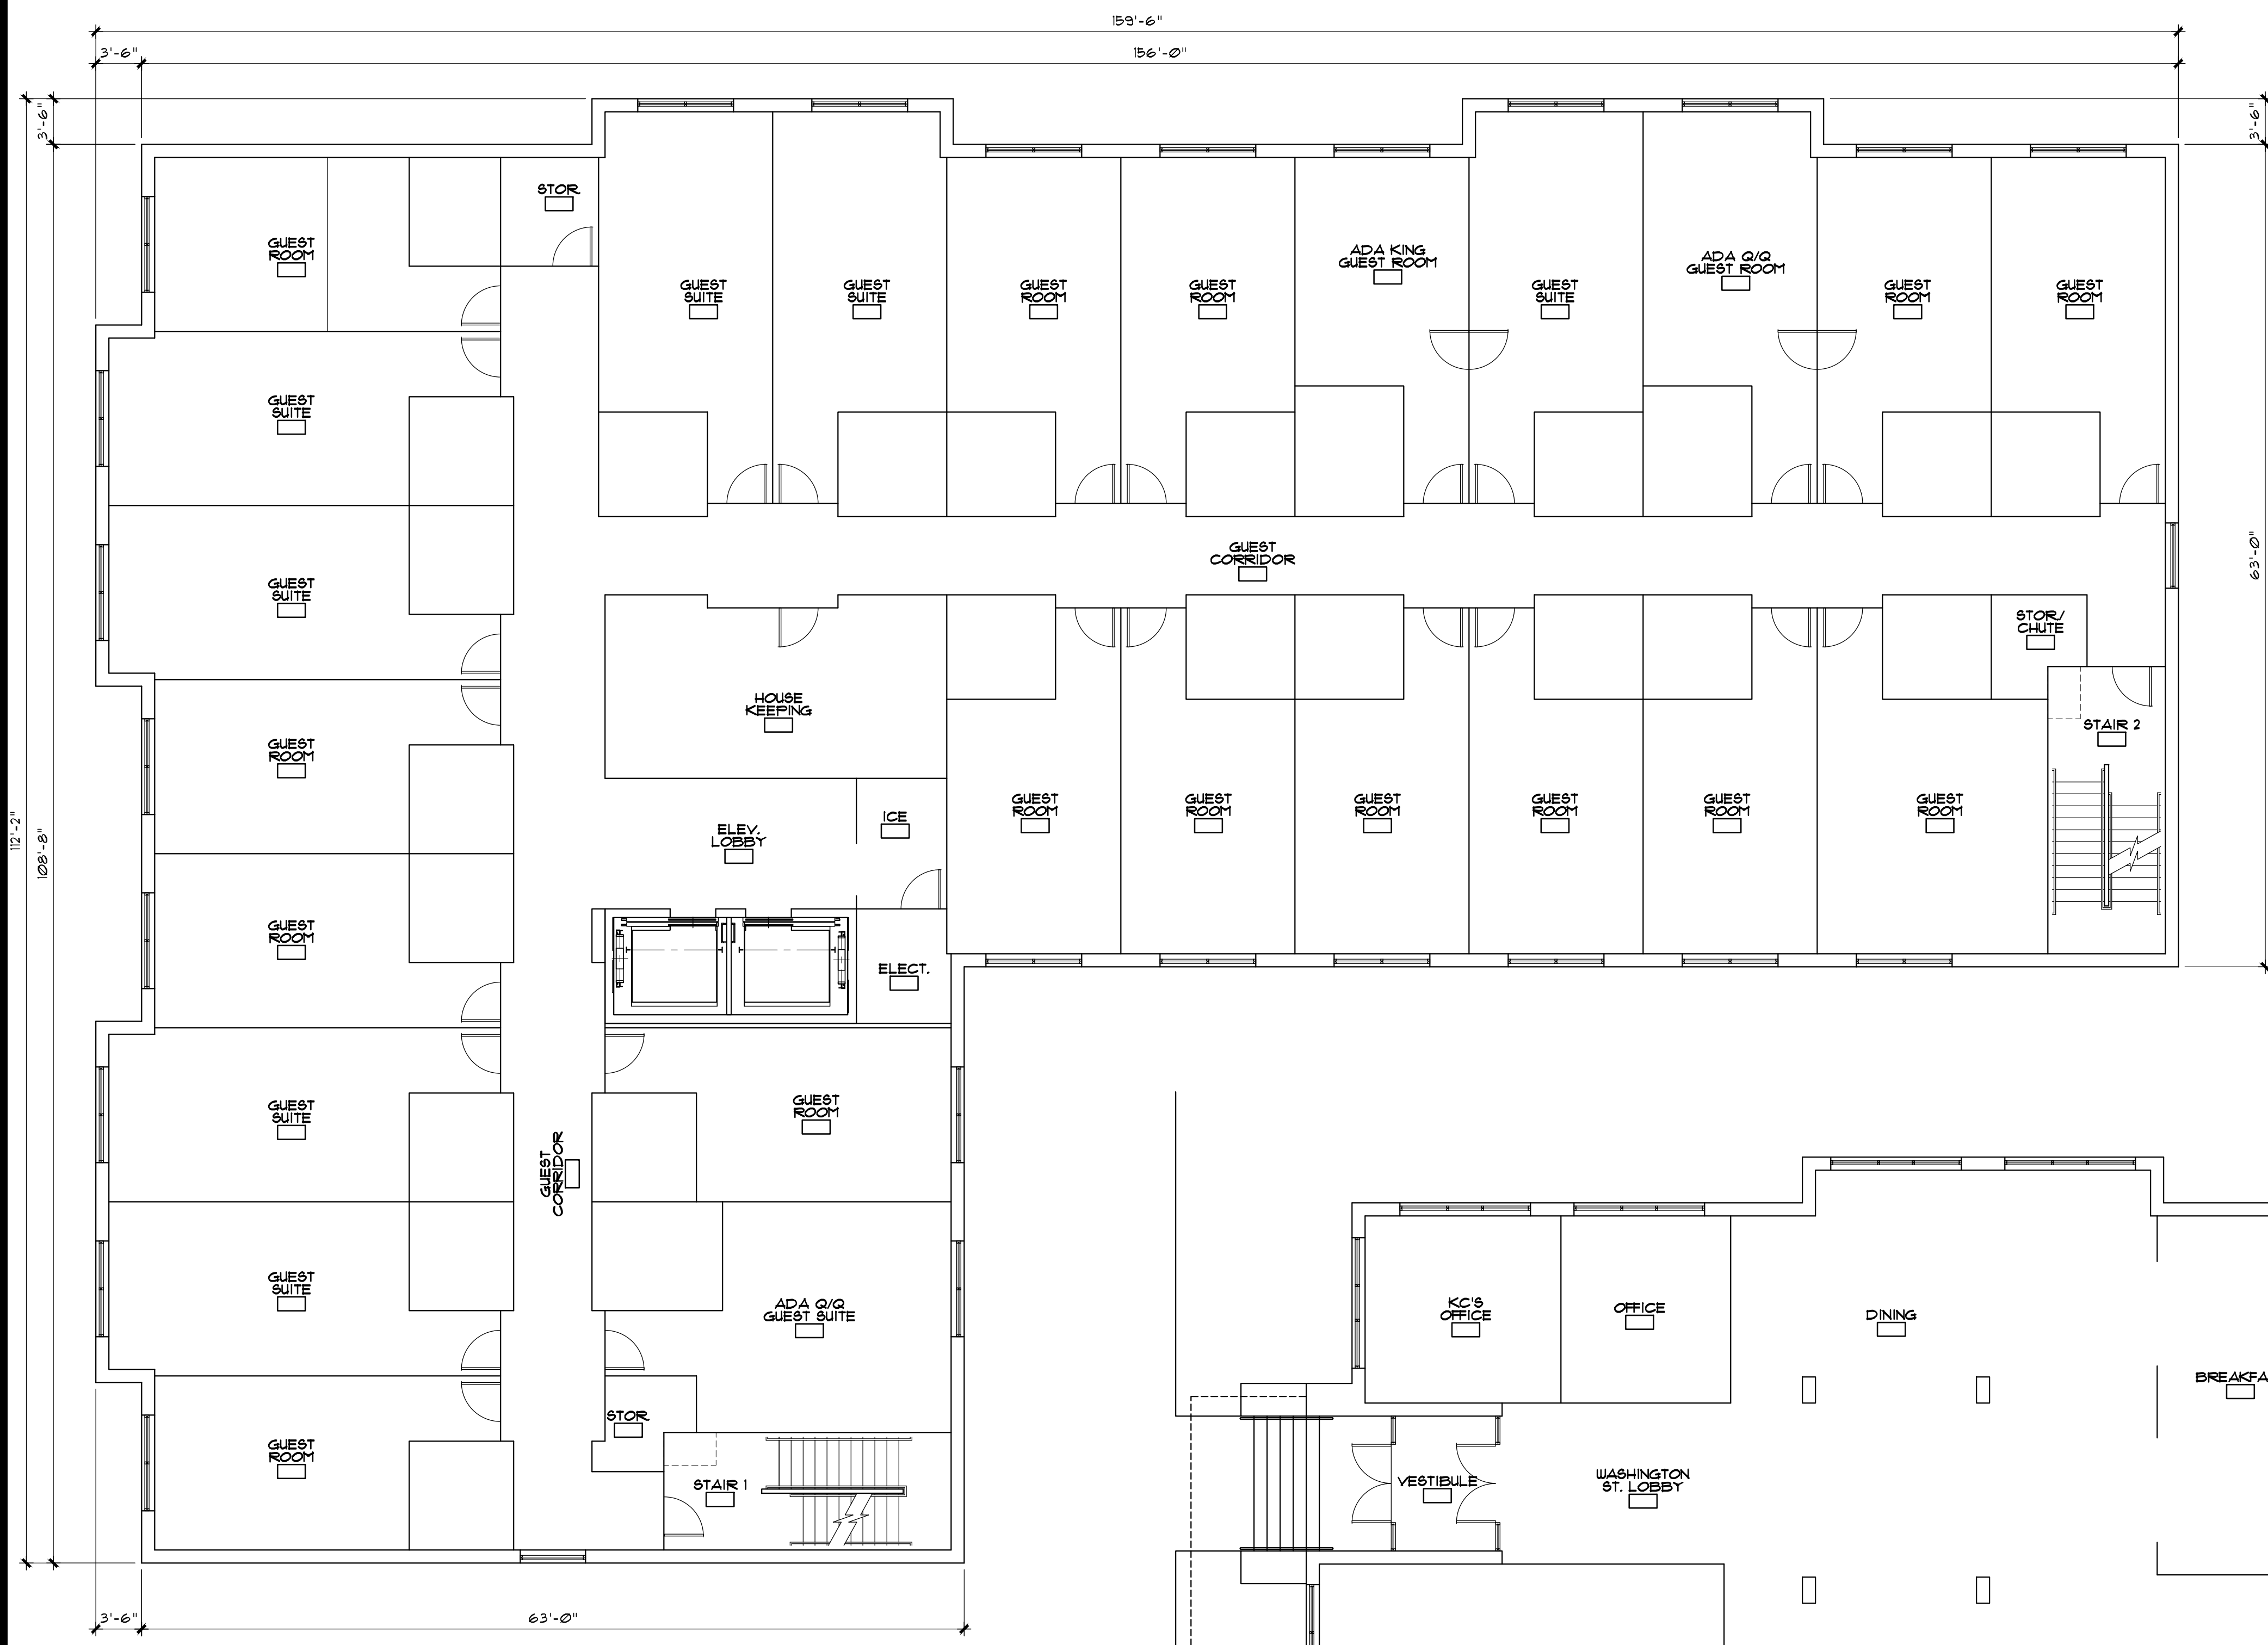 159'-6"
3'-6"
156'-0"
3'-6"
3'-6"
STOR.
GUEST
ROOM
GUEST
SUITE
GUEST
SUITE
GUEST
ROOM
GUEST
ROOM
ADA KING
GUEST ROOM
GUEST
SUITE
ADA Q/Q
GUEST ROOM
GUEST
ROOM
GUEST
ROOM
GUEST
SUITE
GUEST
CORRIDOR
63'-0"
GUEST
SUITE
STOR/
CHUTE
HOUSE
KEEPING
STAIR 2
GUEST
ROOM
GUEST
ROOM
GUEST
ROOM
GUEST
ROOM
GUEST
ROOM
GUEST
ROOM
GUEST
ROOM
ICE
ELEV.
LOBBY
112'-2"
108'-8"
GUEST
ROOM
ELECT.
GUEST
SUITE
GUEST
ROOM
GUEST
CORRIDOR
GUEST
SUITE
ADA Q/Q
GUEST SUITE
KC'S
OFFICE
OFFICE
DINING
BREAKFA
STOR.
GUEST
ROOM
STAIR 1
VESTIBULE
WASHINGTON
ST. LOBBY
3'-6"
63'-0"